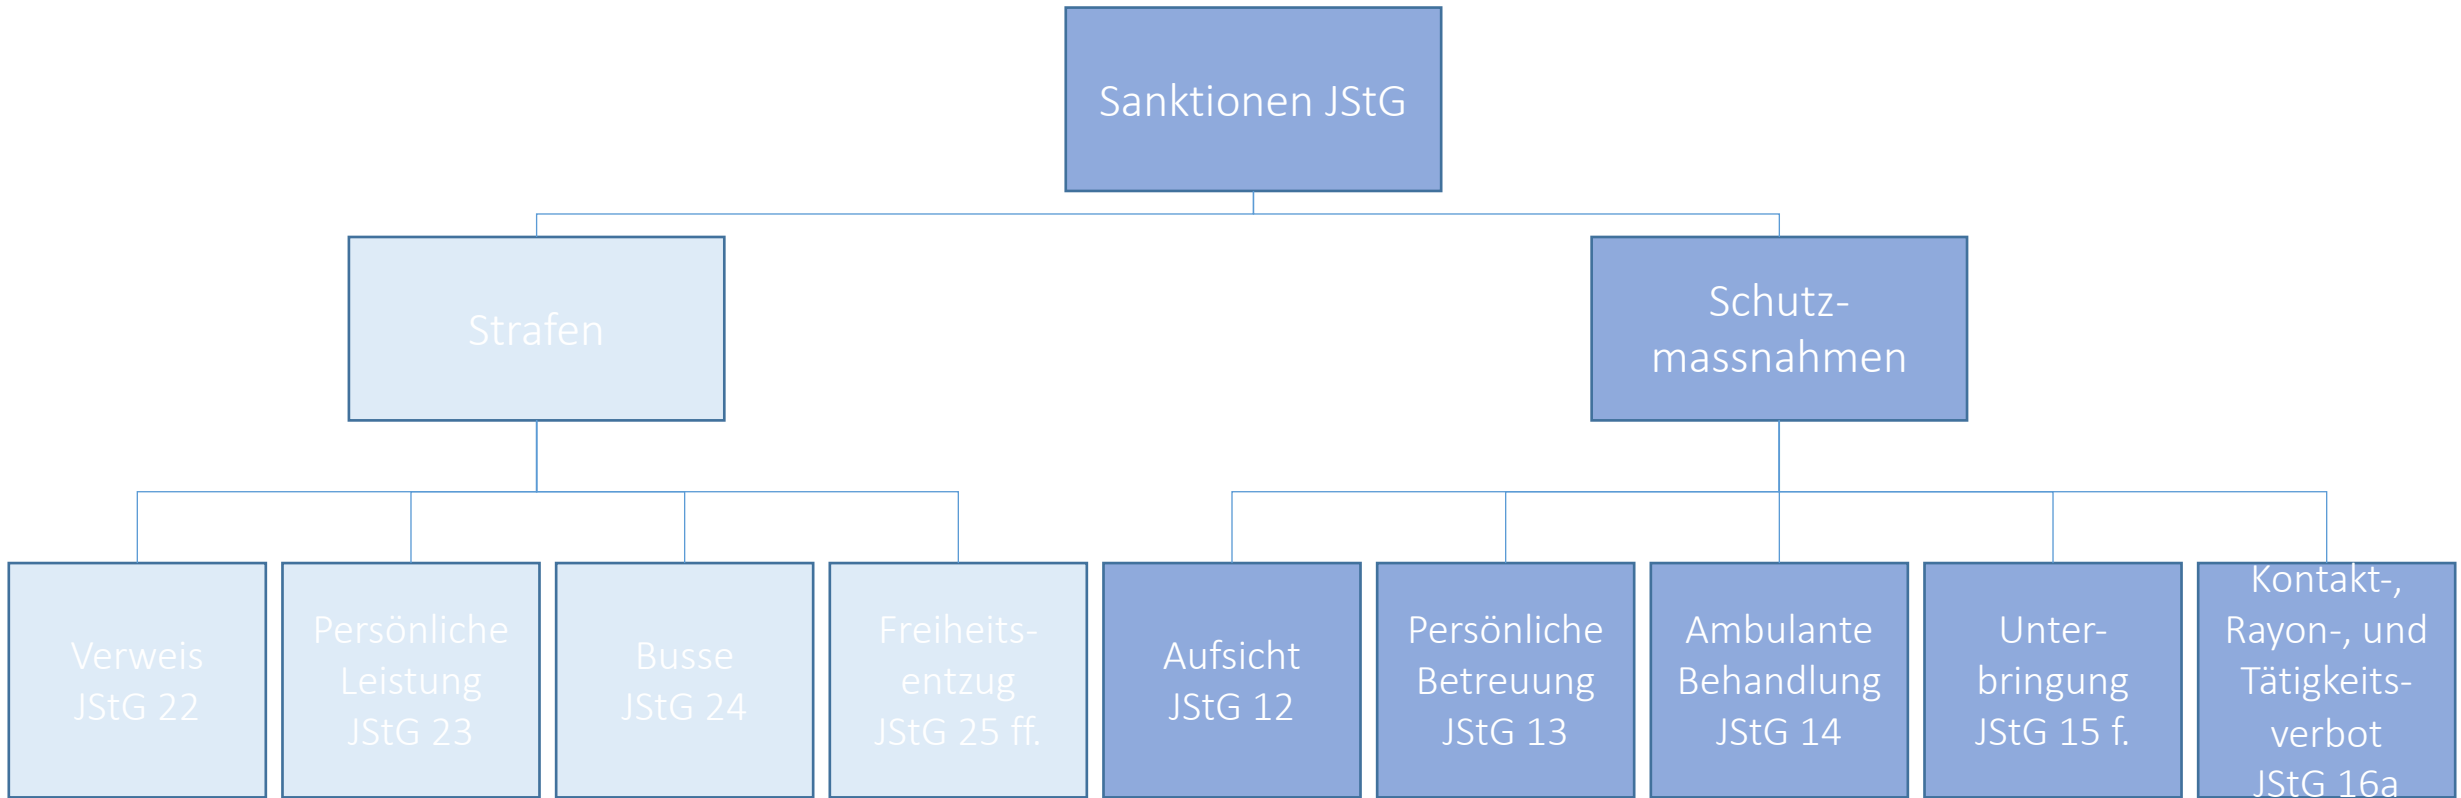 Sanktionen JStG
Strafen
Schutz-
massnahmen
Verweis
JStG 22
Persönliche
Leistung
JStG 23
Busse
JStG 24
Freiheits-
entzug
JStG 25 ff.
Aufsicht
JStG 12
Persönliche
Betreuung
JStG 13
Ambulante
Behandlung
JStG 14
Unter-
bringung
JStG 15 f.
Kontakt-,
Rayon-, und
Tätigkeits-
verbot
JStG 16a